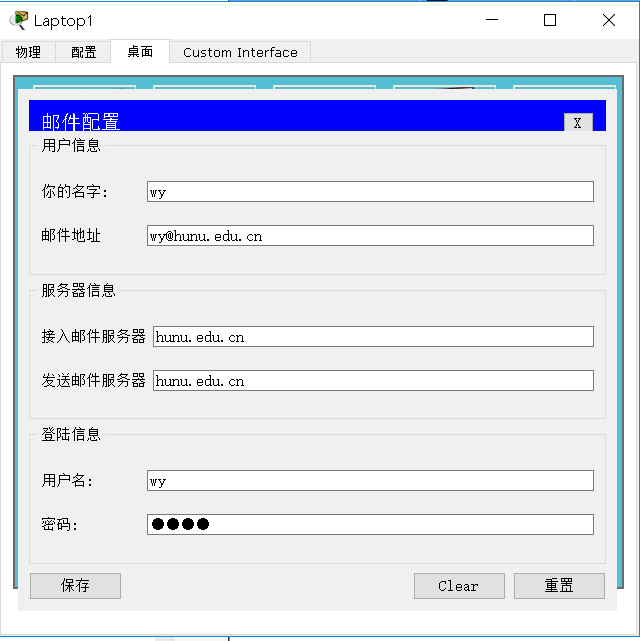 Laptop1
物理 配置 桌面 Custom Interface
邮件配置 X
用户信息
你的名字: wy
邮件地址 wy@hunu.edu.cn
服务器信息
接入邮件服务器 hunu.edu.cn
发送邮件服务器 hunu.edu.cn
登陆信息
用户名: wy
密码: ●●●●
保存 Clear 重置